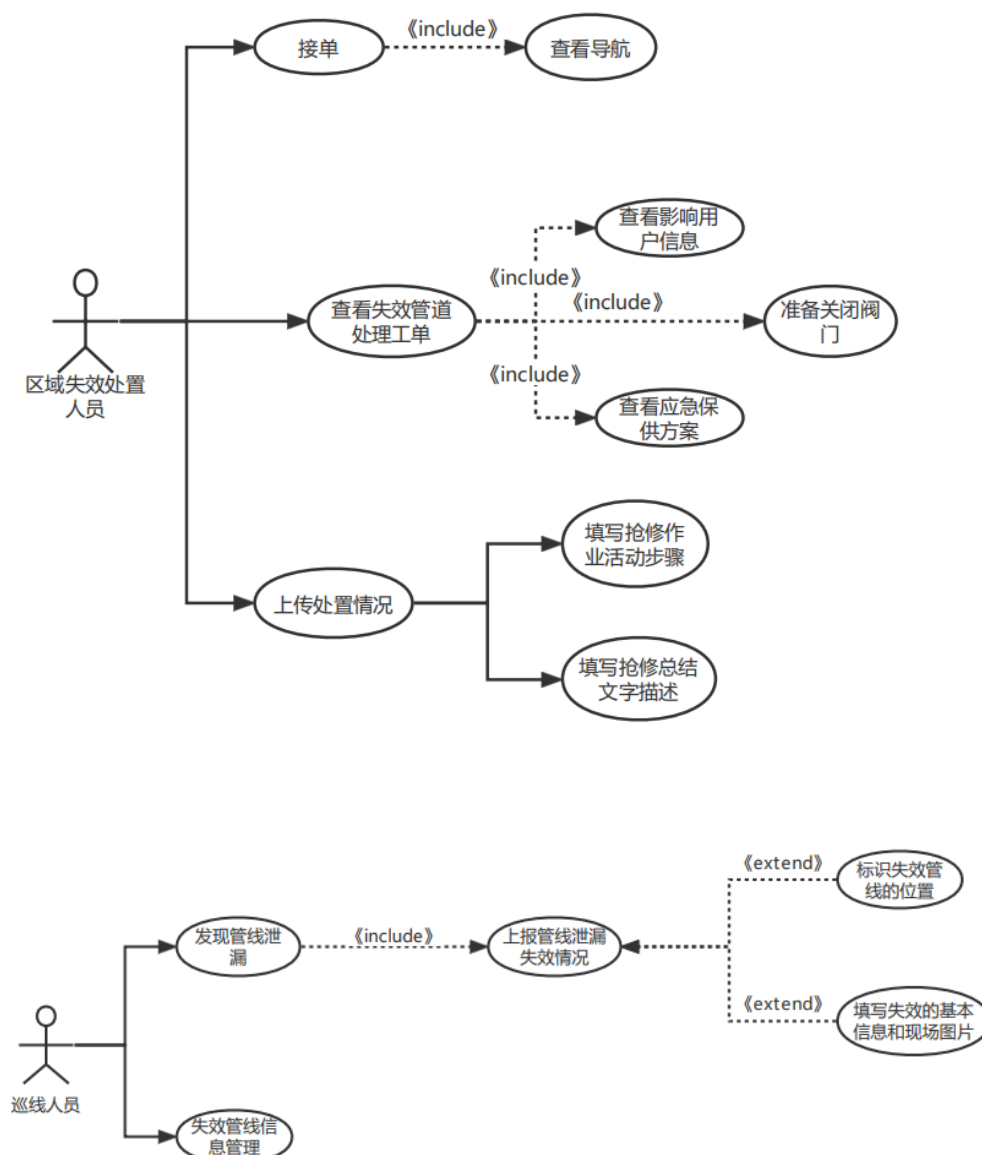 接单
《include》
查看导航
查看影响用
户信息
《include》
查看失效管道
处理工单
《include》
准备关闭阀
门
《include》
查看应急保
供方案
区域失效处置
人员
填写抢修作
业活动步骤
上传处置情况
填写抢修总结
文字描述
《extend》
标识失效管
线的位置
发现管线泄
漏
《include》
上报管线泄漏
失效情况
《extend》
填写失效的基本
信息和现场图片
巡线人员
失效管线信
息管理